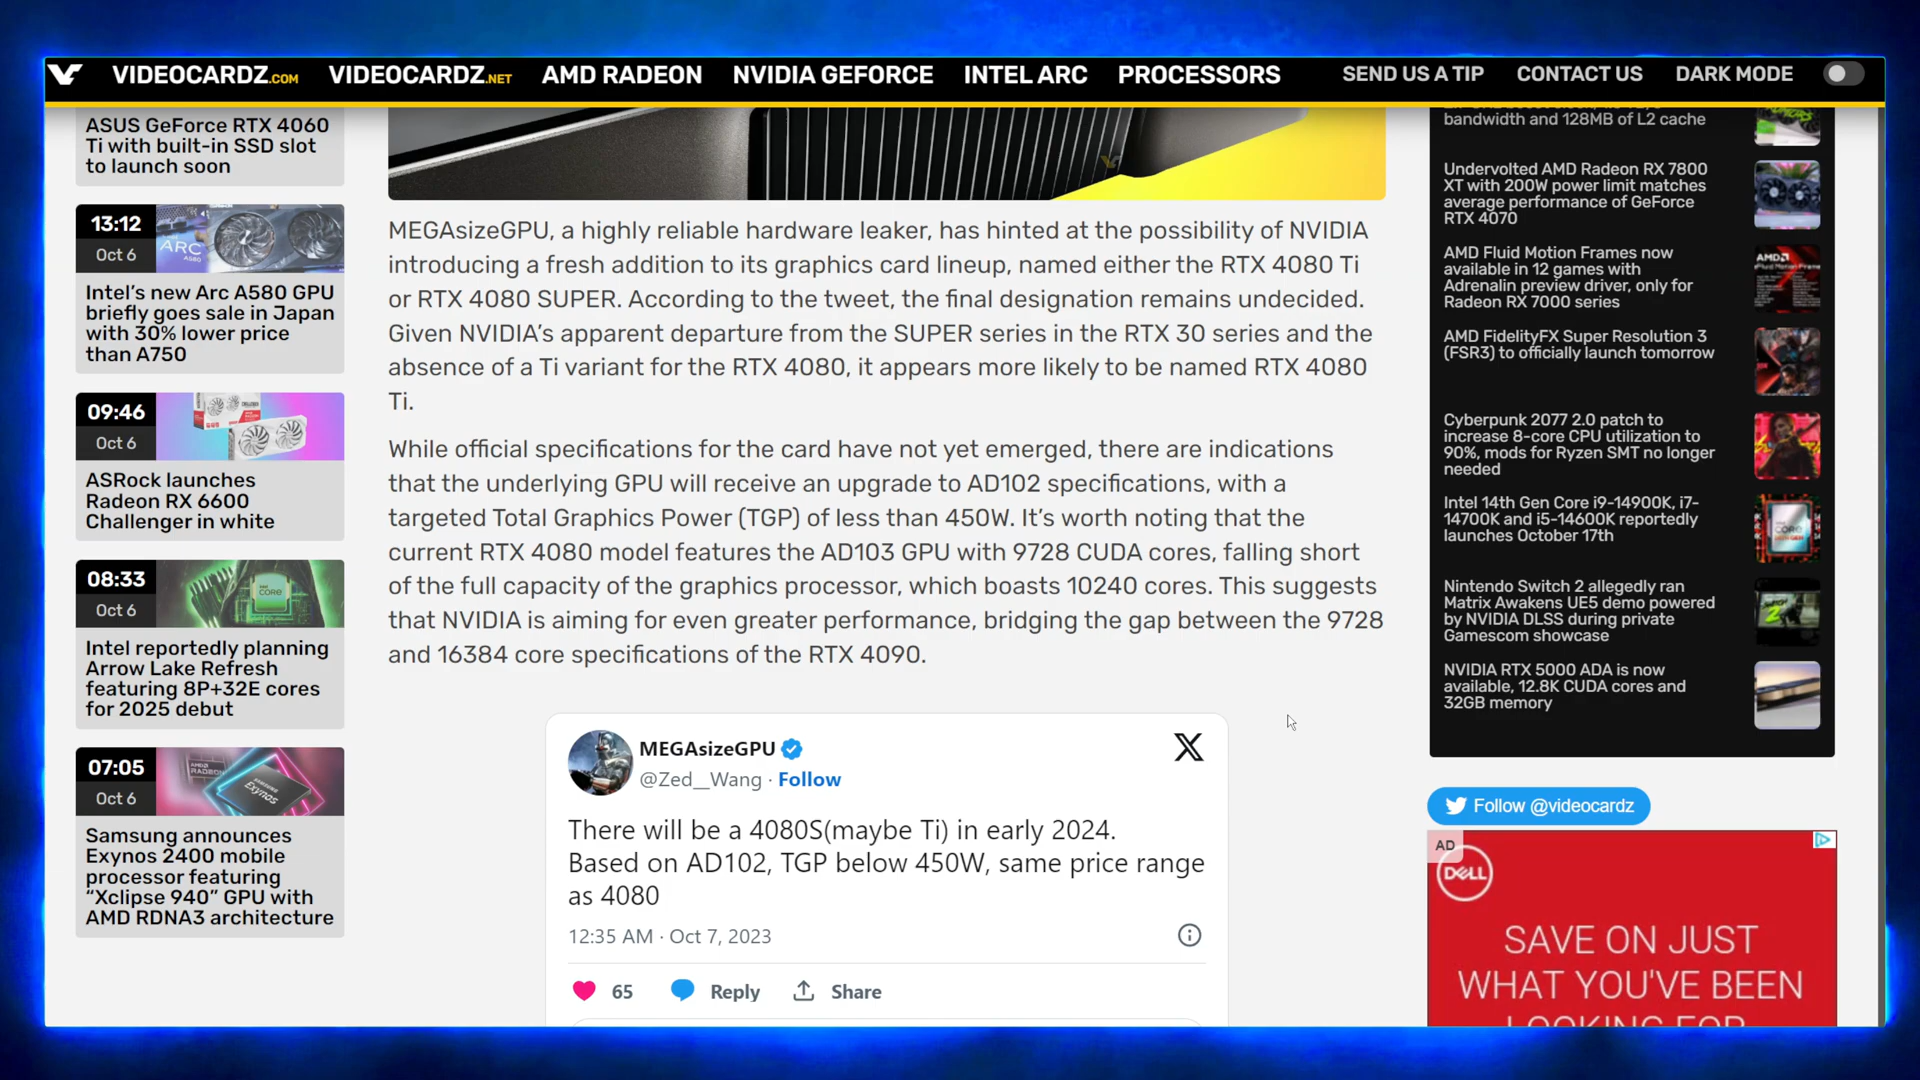 VIDEOCARDZ.COM VIDEOCARDZ.NET AMD RADEON NVIDIA GEFORCE INTEL ARC PROCESSORS SEND US A TIP CONTACT US DARK MODE
ASUS GeForce RTX 4060
Ti with built-in SSD slot
to launch soon
13:12
Oct 6
ARC
A580
Intel’s new Arc A580 GPU
briefly goes sale in Japan
with 30% lower price
than A750
09:46
Oct 6
ASRock launches
Radeon RX 6600
Challenger in white
08:33
Oct 6
CORE
Intel reportedly planning
Arrow Lake Refresh
featuring 8P+32E cores
for 2025 debut
07:05
Oct 6
AMD
RADEON
SAMSUNG
Exynos
Samsung announces
Exynos 2400 mobile
processor featuring
“Xclipse 940” GPU with
AMD RDNA3 architecture
MEGAsizeGPU, a highly reliable hardware leaker, has hinted at the possibility of NVIDIA
introducing a fresh addition to its graphics card lineup, named either the RTX 4080 Ti
or RTX 4080 SUPER. According to the tweet, the final designation remains undecided.
Given NVIDIA’s apparent departure from the SUPER series in the RTX 30 series and the
absence of a Ti variant for the RTX 4080, it appears more likely to be named RTX 4080
Ti.
While official specifications for the card have not yet emerged, there are indications
that the underlying GPU will receive an upgrade to AD102 specifications, with a
targeted Total Graphics Power (TGP) of less than 450W. It’s worth noting that the
current RTX 4080 model features the AD103 GPU with 9728 CUDA cores, falling short
of the full capacity of the graphics processor, which boasts 10240 cores. This suggests
that NVIDIA is aiming for even greater performance, bridging the gap between the 9728
and 16384 core specifications of the RTX 4090.
MEGAsizeGPU
@Zed__Wang · Follow
There will be a 4080S(maybe Ti) in early 2024.
Based on AD102, TGP below 450W, same price range
as 4080
12:35 AM · Oct 7, 2023
65 Reply Share
bandwidth and 128MB of L2 cache
Undervolted AMD Radeon RX 7800
XT with 200W power limit matches
average performance of GeForce
RTX 4070
AMD Fluid Motion Frames now
available in 12 games with
Adrenalin preview driver, only for
Radeon RX 7000 series
AMD
AMD FidelityFX Super Resolution 3
(FSR3) to officially launch tomorrow
Cyberpunk 2077 2.0 patch to
increase 8-core CPU utilization to
90%, mods for Ryzen SMT no longer
needed
Intel 14th Gen Core i9-14900K, i7-
14700K and i5-14600K reportedly
launches October 17th
CORE
Nintendo Switch 2 allegedly ran
Matrix Awakens UE5 demo powered
by NVIDIA DLSS during private
Gamescom showcase
NVIDIA RTX 5000 ADA is now
available, 12.8K CUDA cores and
32GB memory
Follow @videocardz
AD
DELL
SAVE ON JUST
WHAT YOU'VE BEEN
LOOKING FOR